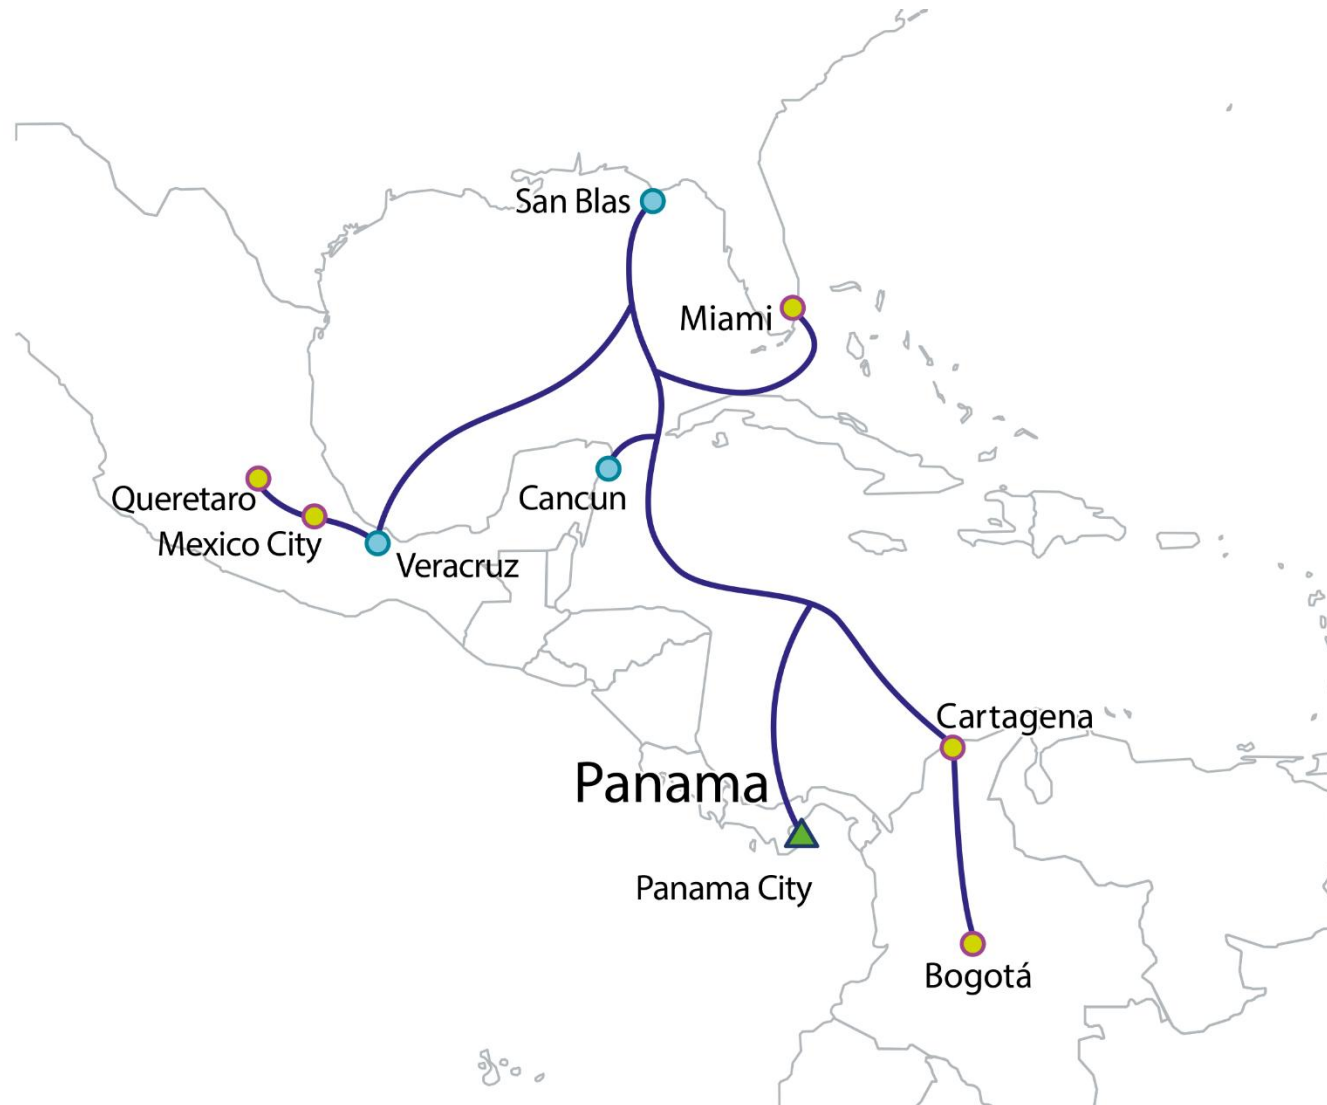 San Blas
Miami
Queretaro
Cancun
Mexico City
Veracruz
Cartagena
Panama
Panama City
Bogotá